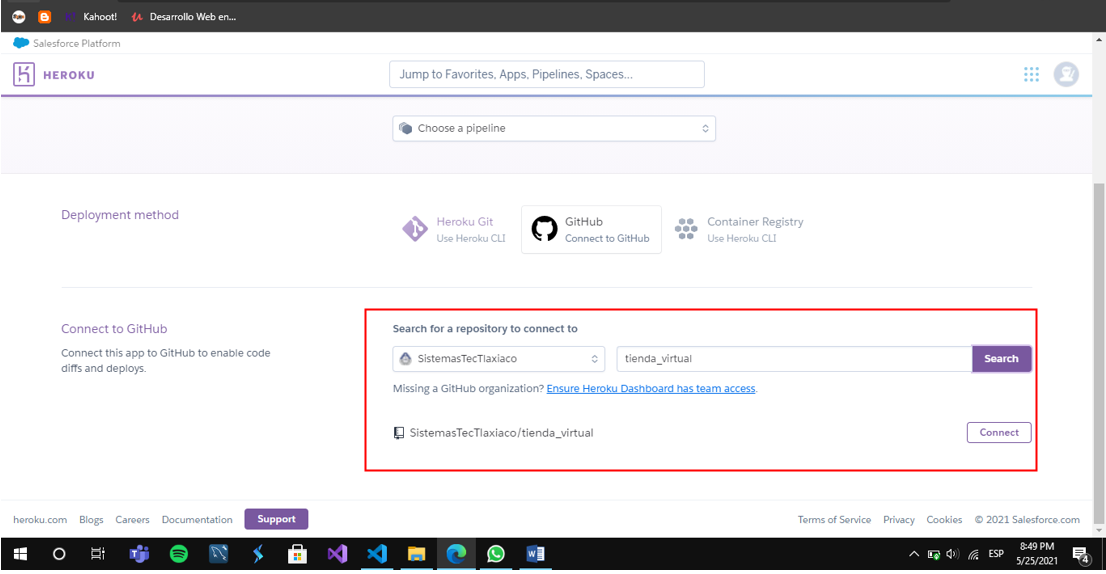 Kahoot!
Desarrollo Web en...
Salesforce Platform
HEROKU
Jump to Favorites, Apps, Pipelines, Spaces...
Choose a pipeline
Deployment method
Heroku Git
Use Heroku CLI
GitHub
Connect to GitHub
Container Registry
Use Heroku CLI
Connect to GitHub
Connect this app to GitHub to enable code
diffs and deploys.
Search for a repository to connect to
SistemasTecTlaxiaco
tienda_virtual
Search
Missing a GitHub organization? Ensure Heroku Dashboard has team access.
SistemasTecTlaxiaco/tienda_virtual
Connect
heroku.com
Blogs
Careers
Documentation
Support
Terms of Service
Privacy
Cookies
© 2021 Salesforce.com
ESP
8:49 PM
5/25/2021
4